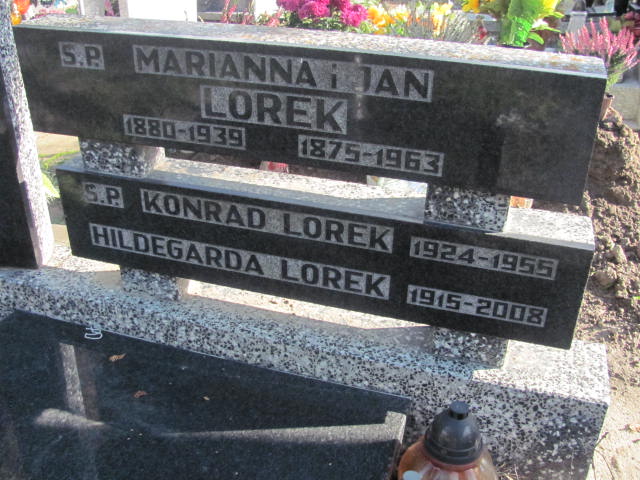 S.P. MARIANNA i JAN
LOREK
1880-1939 1875-1963
S.P. KONRAD LOREK 1924-1955
HILDEGARDA LOREK 1915-2008